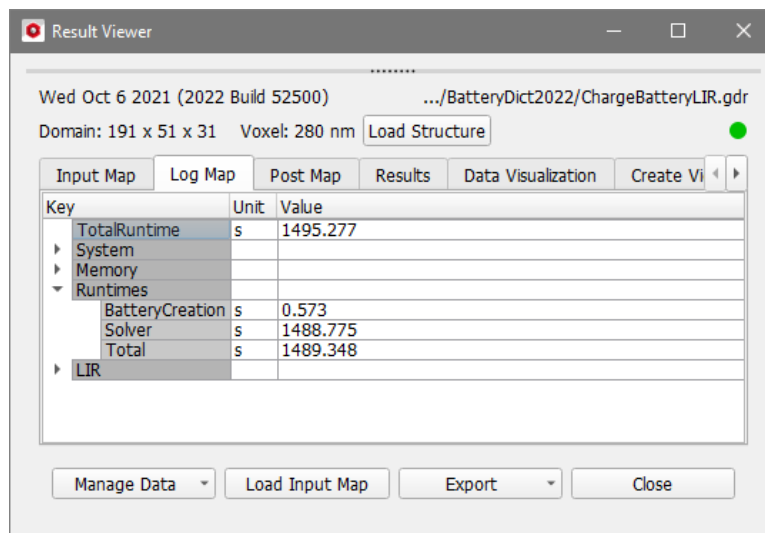 Result Viewer
Wed Oct 6 2021 (2022 Build 52500) .../BatteryDict2022/ChargeBatteryLIR.gdr
Domain: 191 x 51 x 31 Voxel: 280 nm Load Structure
Input Map Log Map Post Map Results Data Visualization Create Vi
Key Unit Value
TotalRuntime s 1495.277
System
Memory
Runtimes
BatteryCreation s 0.573
Solver s 1488.775
Total s 1489.348
LIR
Manage Data Load Input Map Export Close